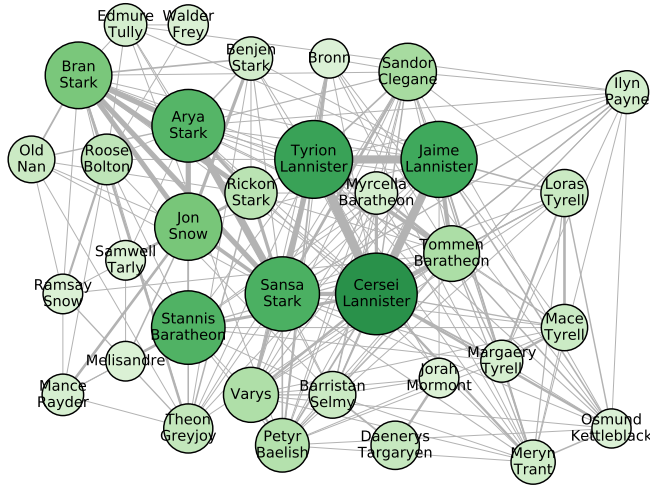 Edmure
Tully
Walder
Frey
Benjen
Stark
Bronn
Sandor
Clegane
Bran
Stark
Ilyn
Payne
Arya
Stark
Old
Nan
Roose
Bolton
Tyrion
Lannister
Jaime
Lannister
Rickon
Stark
Myrcella
Baratheon
Loras
Tyrell
Jon
Snow
Samwell
Tarly
Tommen
Baratheon
Ramsay
Snow
Sansa
Stark
Cersei
Lannister
Stannis
Baratheon
Mace
Tyrell
Melisandre
Margaery
Tyrell
Mance
Rayder
Varys
Barristan
Selmy
Jorah
Mormont
Theon
Greyjoy
Petyr
Baelish
Daenerys
Targaryen
Osmund
Kettleblack
Meryn
Trant